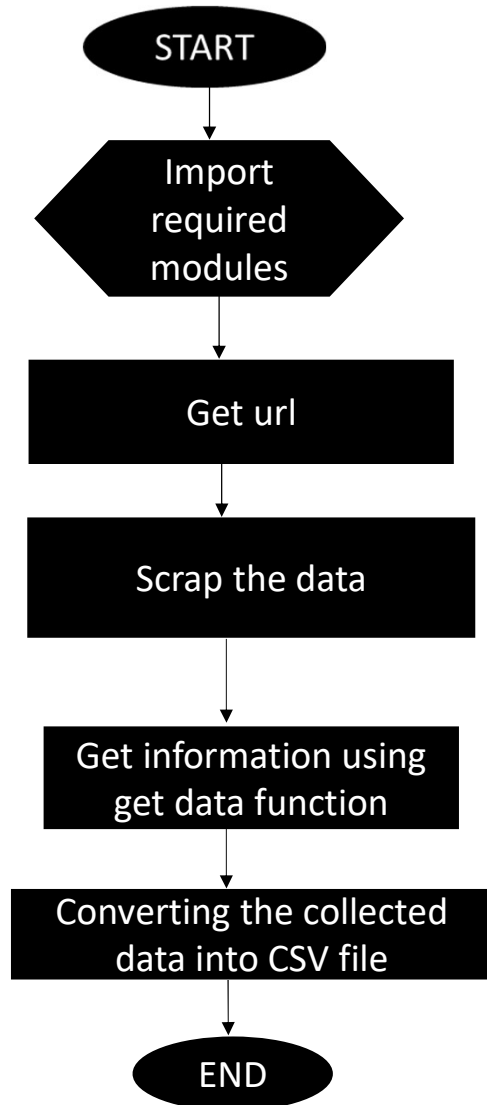 START
Import
required
modules
Get url
Scrap the data
Get information using
get data function
Converting the collected
data into CSV file
END